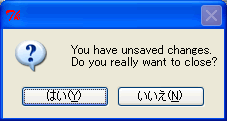 You have unsaved changes.
Do you really want to close?
はい(Y)
いいえ(N)